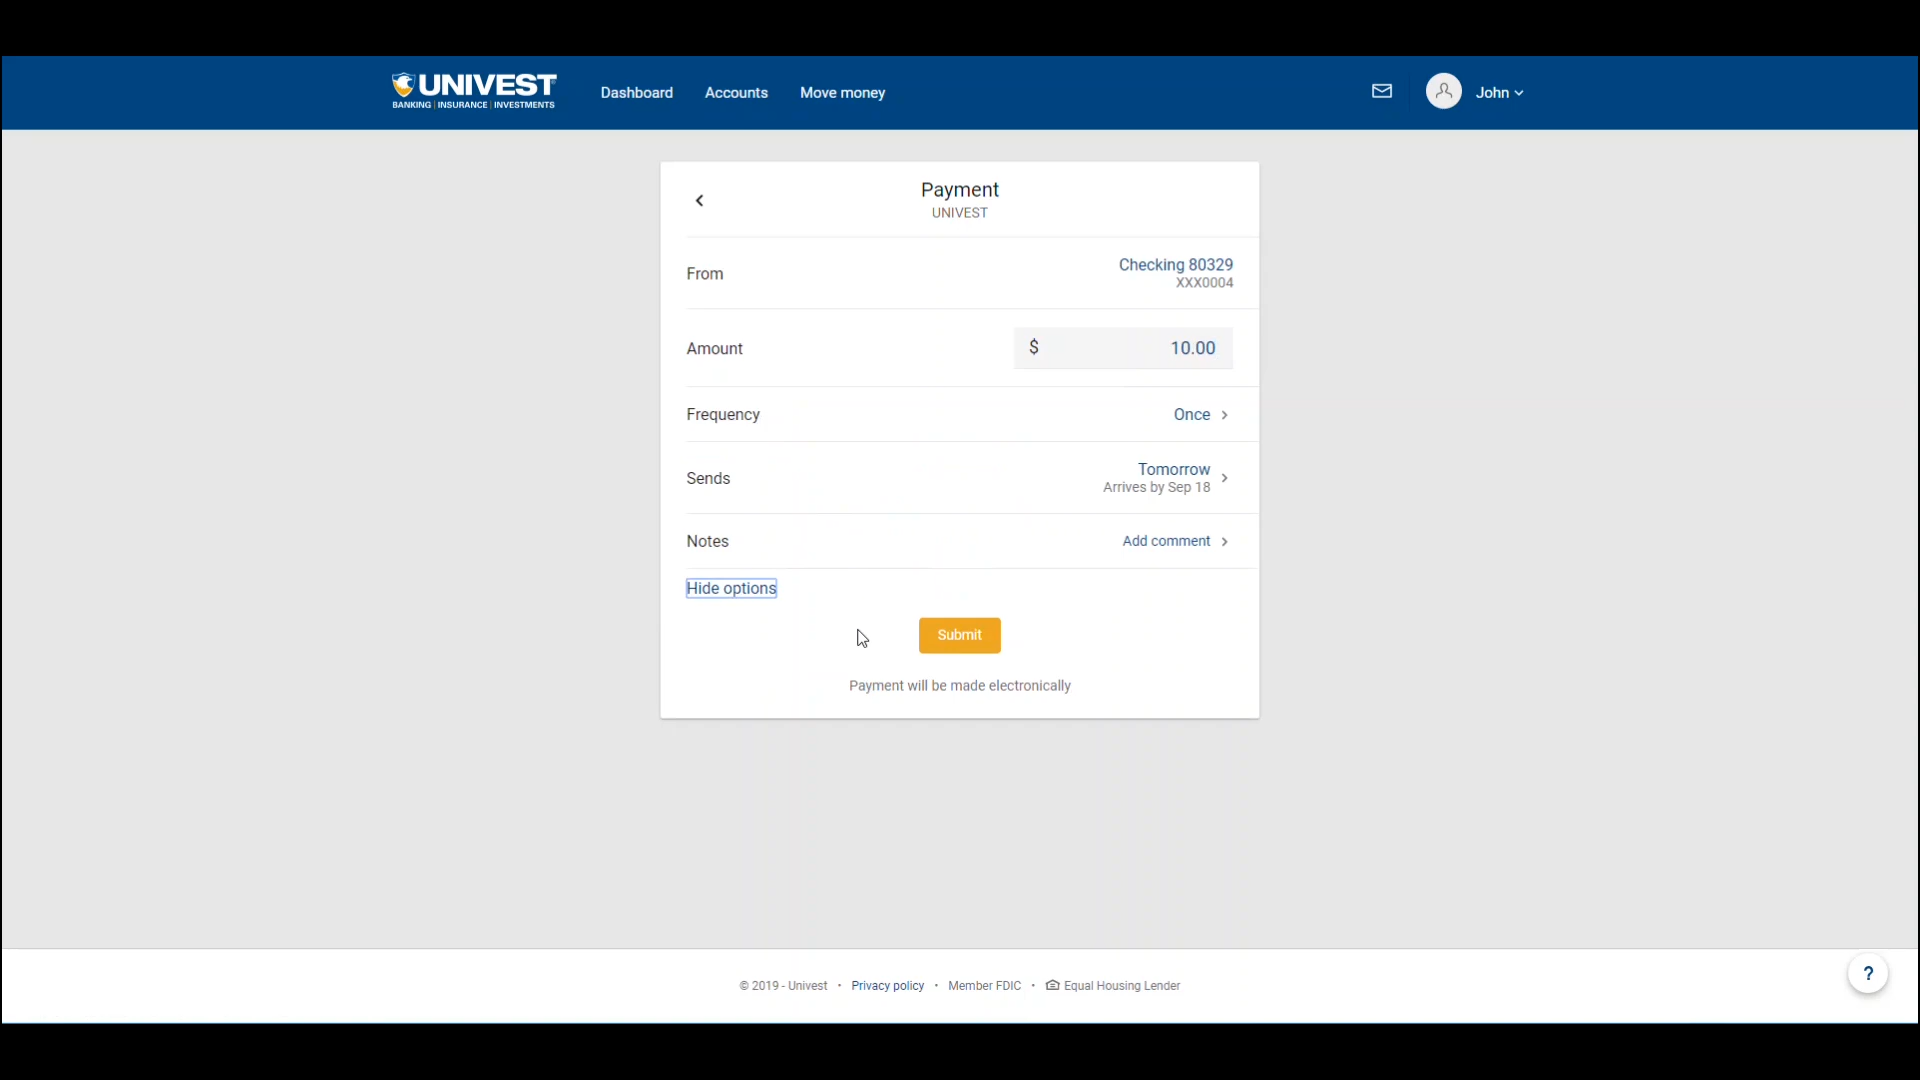 UNIVEST
BANKING | INSURANCE | INVESTMENTS
Dashboard Accounts Move money
John
Payment
UNIVEST
From
Checking 80329
XXX0004
Amount
$ 10.00
Frequency
Once
Sends
Tomorrow
Arrives by Sep 18
Notes
Add comment
Hide options
Submit
Payment will be made electronically
© 2019 - Univest • Privacy policy • Member FDIC • Equal Housing Lender
?